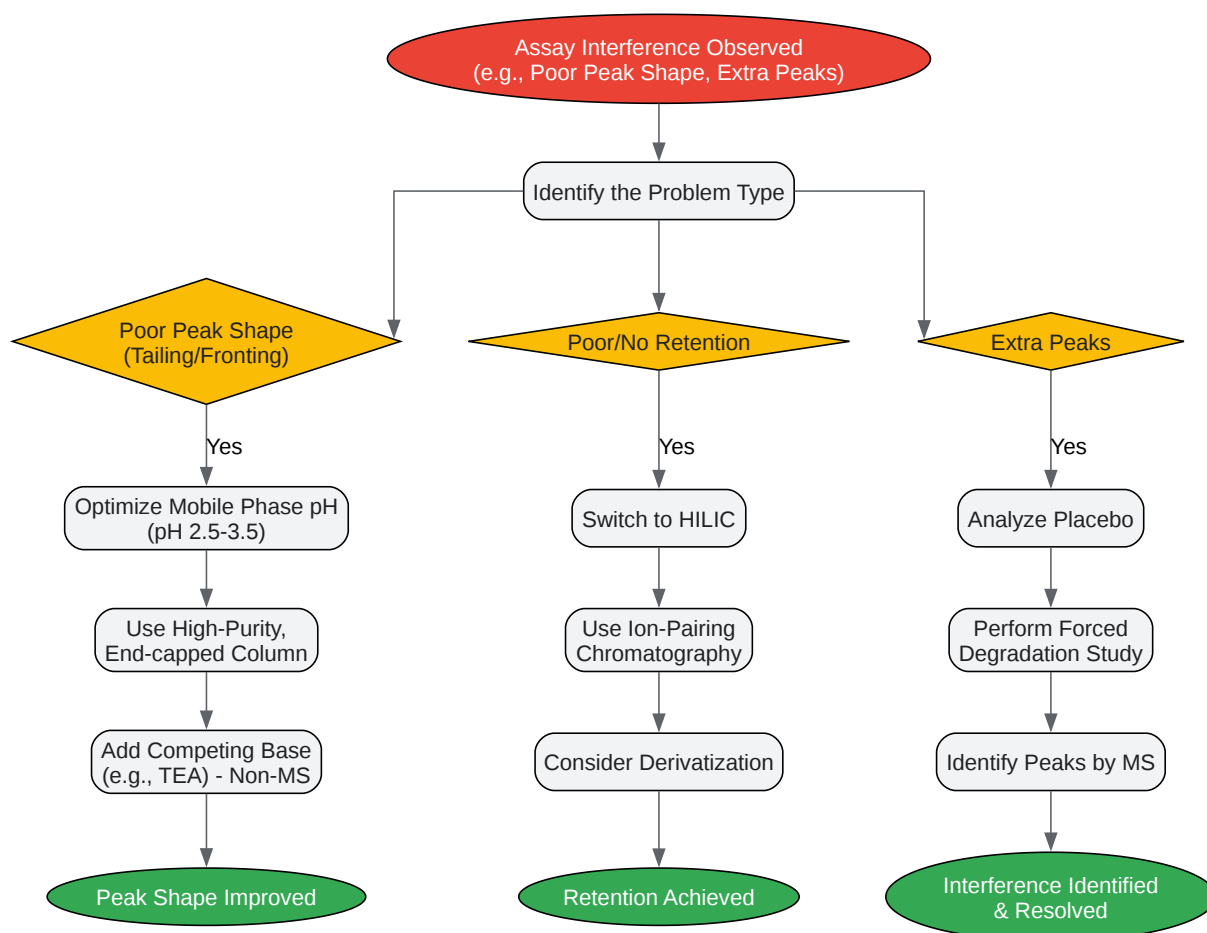 Assay Interference Observed
(e.g., Poor Peak Shape, Extra Peaks)
Identify the Problem Type
Poor Peak Shape
(Tailing/Fronting)
Poor/No Retention
Extra Peaks
Yes
Yes
Yes
Optimize Mobile Phase pH
(pH 2.5-3.5)
Switch to HILIC
Analyze Placebo
Use High-Purity,
End-capped Column
Use Ion-Pairing
Chromatography
Perform Forced
Degradation Study
Add Competing Base
(e.g., TEA) - Non-MS
Consider Derivatization
Identify Peaks by MS
Peak Shape Improved
Retention Achieved
Interference Identified
& Resolved